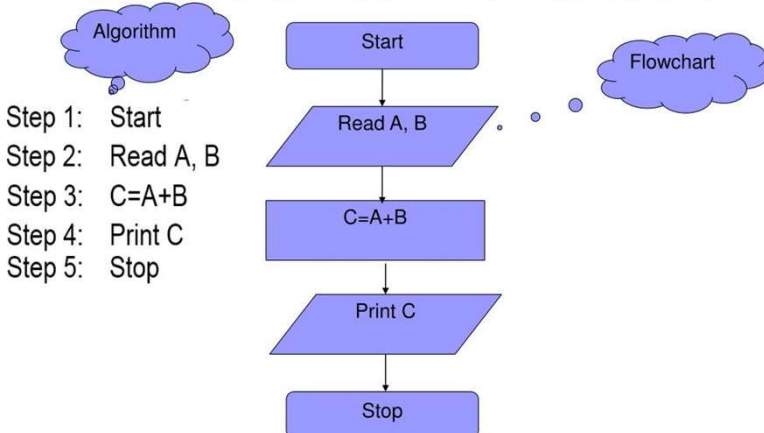 Algorithm
Step 1: Start
Step 2: Read A, B
Step 3: C=A+B
Step 4: Print C
Step 5: Stop
Start
Read A, B
C=A+B
Print C
Stop
Flowchart